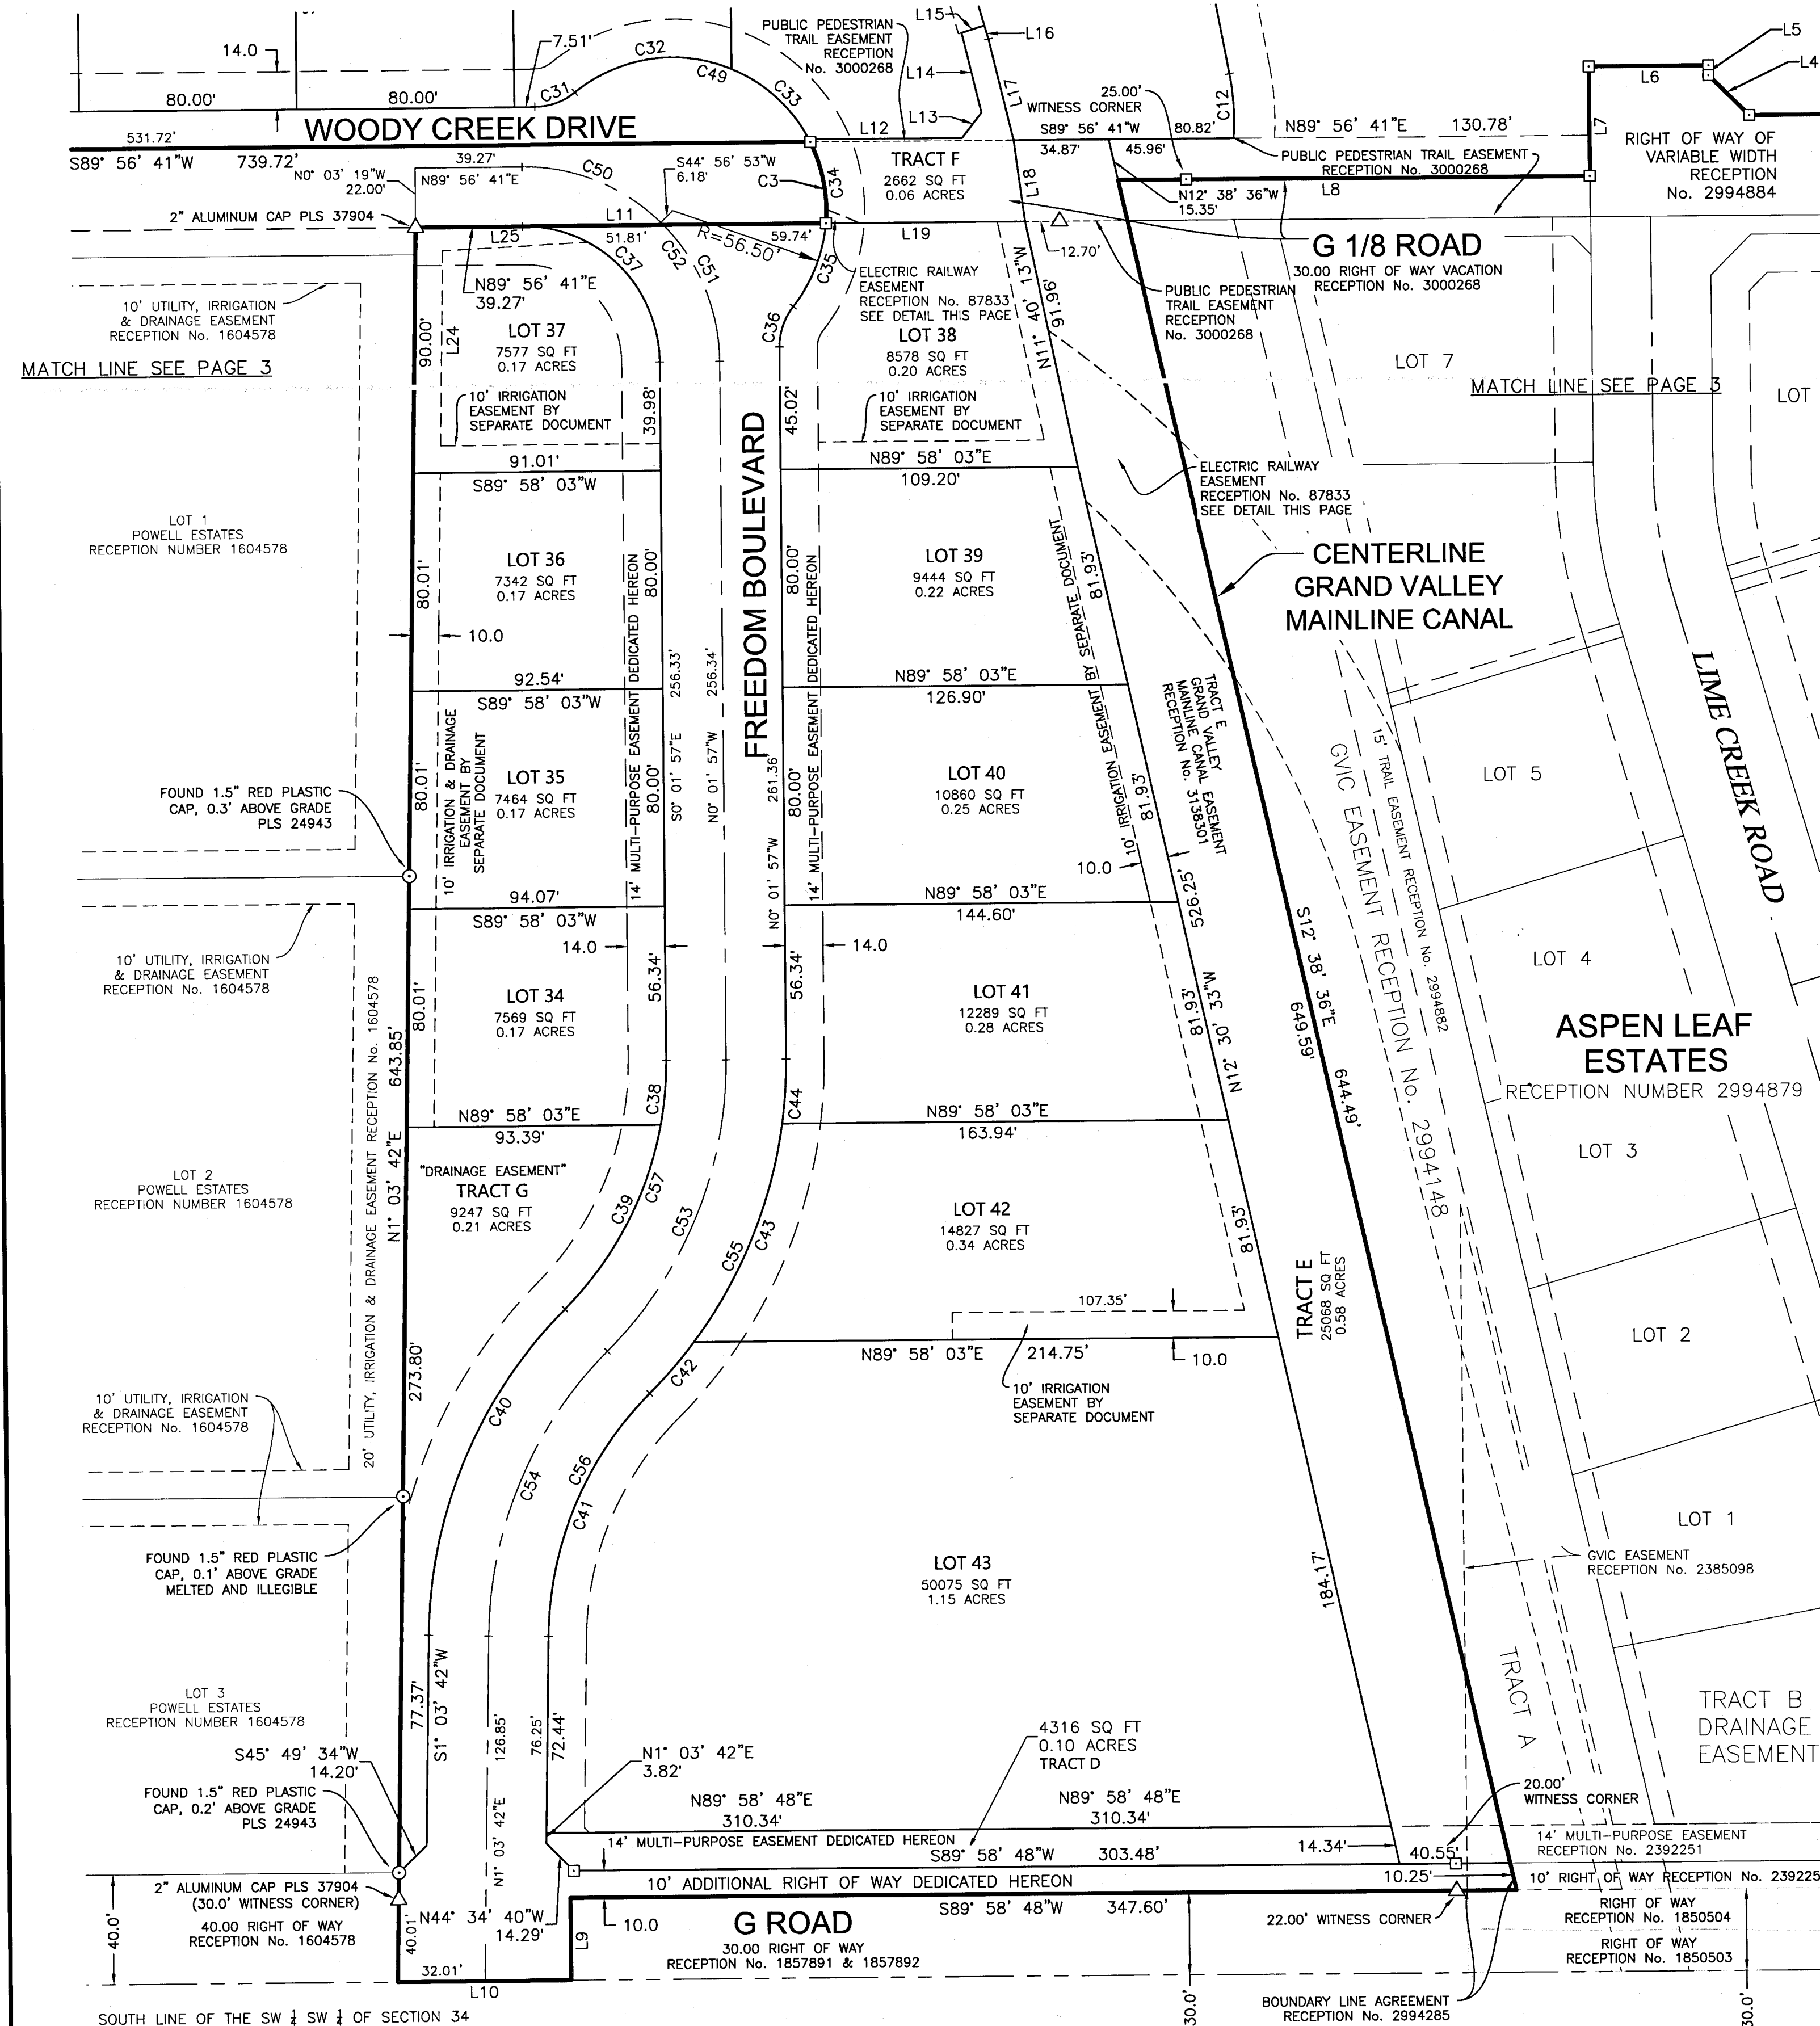 L15
L16
L5
L4
L6
14.0
7.51'
C32
C49
C31
C33
PUBLIC PEDESTRIAN
TRAIL EASEMENT
RECEPTION
No. 3000268
L14
L13
L17
C12
L7
80.00'
80.00'
25.00'
WITNESS CORNER
WOODY CREEK DRIVE
L12
S89° 56' 41"W
80.82'
N89° 56' 41"E
130.78'
531.72'
S89° 56' 41"W
739.72'
34.87'
45.96'
PUBLIC PEDESTRIAN TRAIL EASEMENT
RECEPTION No. 3000268
RIGHT OF WAY OF
VARIABLE WIDTH
RECEPTION
No. 2994884
N0° 03' 19"W
22.00'
39.27'
N89° 56' 41"E
C50
S44° 56' 53"W
6.18'
C3
C34
TRACT F
2662 SQ FT
0.06 ACRES
L18
N12° 38' 36"W
15.35'
L8
2" ALUMINUM CAP PLS 37904
L11
L25
51.81'
R=56.50'
59.74'
L19
12.70'
G 1/8 ROAD
30.00 RIGHT OF WAY VACATION
RECEPTION No. 3000268
C37
C52
C51
C35
C36
N89° 56' 41"E
39.27'
ELECTRIC RAILWAY
EASEMENT
RECEPTION No. 87833
SEE DETAIL THIS PAGE
N11° 40' 13"W
91.96'
PUBLIC PEDESTRIAN
TRAIL EASEMENT
RECEPTION
No. 3000268
10' UTILITY, IRRIGATION
& DRAINAGE EASEMENT
RECEPTION No. 1604578
90.00'
L24
LOT 37
7577 SQ FT
0.17 ACRES
LOT 38
8578 SQ FT
0.20 ACRES
LOT 7
MATCH LINE SEE PAGE 3
MATCH LINE SEE PAGE 3
LOT
10' IRRIGATION
EASEMENT BY
SEPARATE DOCUMENT
39.98'
45.02'
10' IRRIGATION
EASEMENT BY
SEPARATE DOCUMENT
91.01'
S89° 58' 03"W
N89° 58' 03"E
109.20'
ELECTRIC RAILWAY
EASEMENT
RECEPTION No. 87833
SEE DETAIL THIS PAGE
FREEDOM BOULEVARD
LOT 1
POWELL ESTATES
RECEPTION NUMBER 1604578
80.01'
LOT 36
7342 SQ FT
0.17 ACRES
80.00'
80.00'
LOT 39
9444 SQ FT
0.22 ACRES
81.93'
CENTERLINE
GRAND VALLEY
MAINLINE CANAL
10.0
14' MULTI-PURPOSE EASEMENT DEDICATED HEREON
14' MULTI-PURPOSE EASEMENT DEDICATED HEREON
10' IRRIGATION EASEMENT BY SEPARATE DOCUMENT
92.54'
S89° 58' 03"W
S0° 01' 57"E 256.33'
N0° 01' 57"W 256.34'
N0° 01' 57"W 261.36'
N89° 58' 03"E
126.90'
TRACT E
GRAND VALLEY
MAINLINE CANAL EASEMENT
RECEPTION No. 3138301
LIME CREEK ROAD
10' IRRIGATION & DRAINAGE
EASEMENT BY
SEPARATE DOCUMENT
80.01'
LOT 35
7464 SQ FT
0.17 ACRES
80.00'
80.00'
LOT 40
10860 SQ FT
0.25 ACRES
81.93'
LOT 5
FOUND 1.5" RED PLASTIC
CAP, 0.3' ABOVE GRADE
PLS 24943
GVIC EASEMENT RECEPTION No. 2994148
15' TRAIL EASEMENT RECEPTION No. 2994882
10.0
94.07'
S89° 58' 03"W
N89° 58' 03"E
144.60'
526.25'
N12° 30' 33"W
14.0
14.0
10' UTILITY, IRRIGATION
& DRAINAGE EASEMENT
RECEPTION No. 1604578
20' UTILITY, IRRIGATION & DRAINAGE EASEMENT RECEPTION No. 1604578
N1° 03' 42"E 643.85'
80.01'
LOT 34
7569 SQ FT
0.17 ACRES
56.34'
56.34'
LOT 41
12289 SQ FT
0.28 ACRES
81.93'
S12° 38' 36"E
649.59'
644.49'
LOT 4
ASPEN LEAF
ESTATES
RECEPTION NUMBER 2994879
C38
C44
N89° 58' 03"E
93.39'
N89° 58' 03"E
163.94'
LOT 3
LOT 2
POWELL ESTATES
RECEPTION NUMBER 1604578
"DRAINAGE EASEMENT"
TRACT G
9247 SQ FT
0.21 ACRES
C39
C57
C53
C55
C43
LOT 42
14827 SQ FT
0.34 ACRES
81.93'
TRACT E
25068 SQ FT
0.58 ACRES
107.35'
N89° 58' 03"E
214.75'
10.0
LOT 2
273.80'
C42
10' IRRIGATION
EASEMENT BY
SEPARATE DOCUMENT
10' UTILITY, IRRIGATION
& DRAINAGE EASEMENT
RECEPTION No. 1604578
C40
C54
C56
C41
LOT 1
FOUND 1.5" RED PLASTIC
CAP, 0.1' ABOVE GRADE
MELTED AND ILLEGIBLE
LOT 43
50075 SQ FT
1.15 ACRES
184.17'
GVIC EASEMENT
RECEPTION No. 2385098
LOT 3
POWELL ESTATES
RECEPTION NUMBER 1604578
77.37'
S1° 03' 42"W
126.85'
N1° 03' 42"E
76.25'
72.44'
TRACT A
TRACT B
DRAINAGE
EASEMENT
S45° 49' 34"W
14.20'
N1° 03' 42"E
3.82'
4316 SQ FT
0.10 ACRES
TRACT D
FOUND 1.5" RED PLASTIC
CAP, 0.2' ABOVE GRADE
PLS 24943
N89° 58' 48"E
310.34'
N89° 58' 48"E
310.34'
20.00'
WITNESS CORNER
14' MULTI-PURPOSE EASEMENT DEDICATED HEREON
S89° 58' 48"W
303.48'
14.34'
40.55'
14' MULTI-PURPOSE EASEMENT
RECEPTION No. 2392251
2" ALUMINUM CAP PLS 37904
(30.0' WITNESS CORNER)
10' ADDITIONAL RIGHT OF WAY DEDICATED HEREON
10.25'
10' RIGHT OF WAY RECEPTION No. 239225
40.00 RIGHT OF WAY
RECEPTION No. 1604578
40.0'
40.01'
N44° 34' 40"W
14.29'
L9
10.0
G ROAD
30.00 RIGHT OF WAY
RECEPTION No. 1857891 & 1857892
S89° 58' 48"W
347.60'
22.00' WITNESS CORNER
RIGHT OF WAY
RECEPTION No. 1850504
RIGHT OF WAY
RECEPTION No. 1850503
32.01'
L10
30.0'
30.0'
BOUNDARY LINE AGREEMENT
RECEPTION No. 2994285
SOUTH LINE OF THE SW ¼ SW ¼ OF SECTION 34